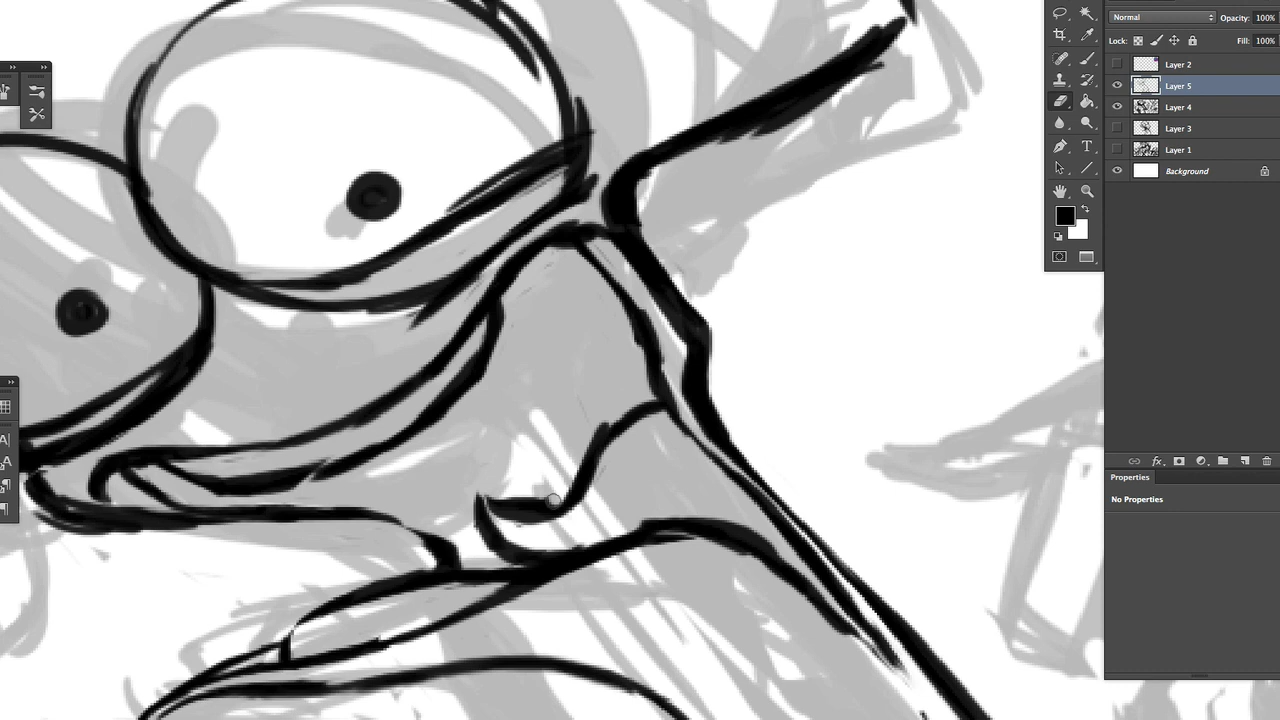 Normal Opacity: 100%
Lock: Fill: 100%
Layer 2
Layer 5
Layer 4
Layer 3
Layer 1
Background
Properties
No Properties